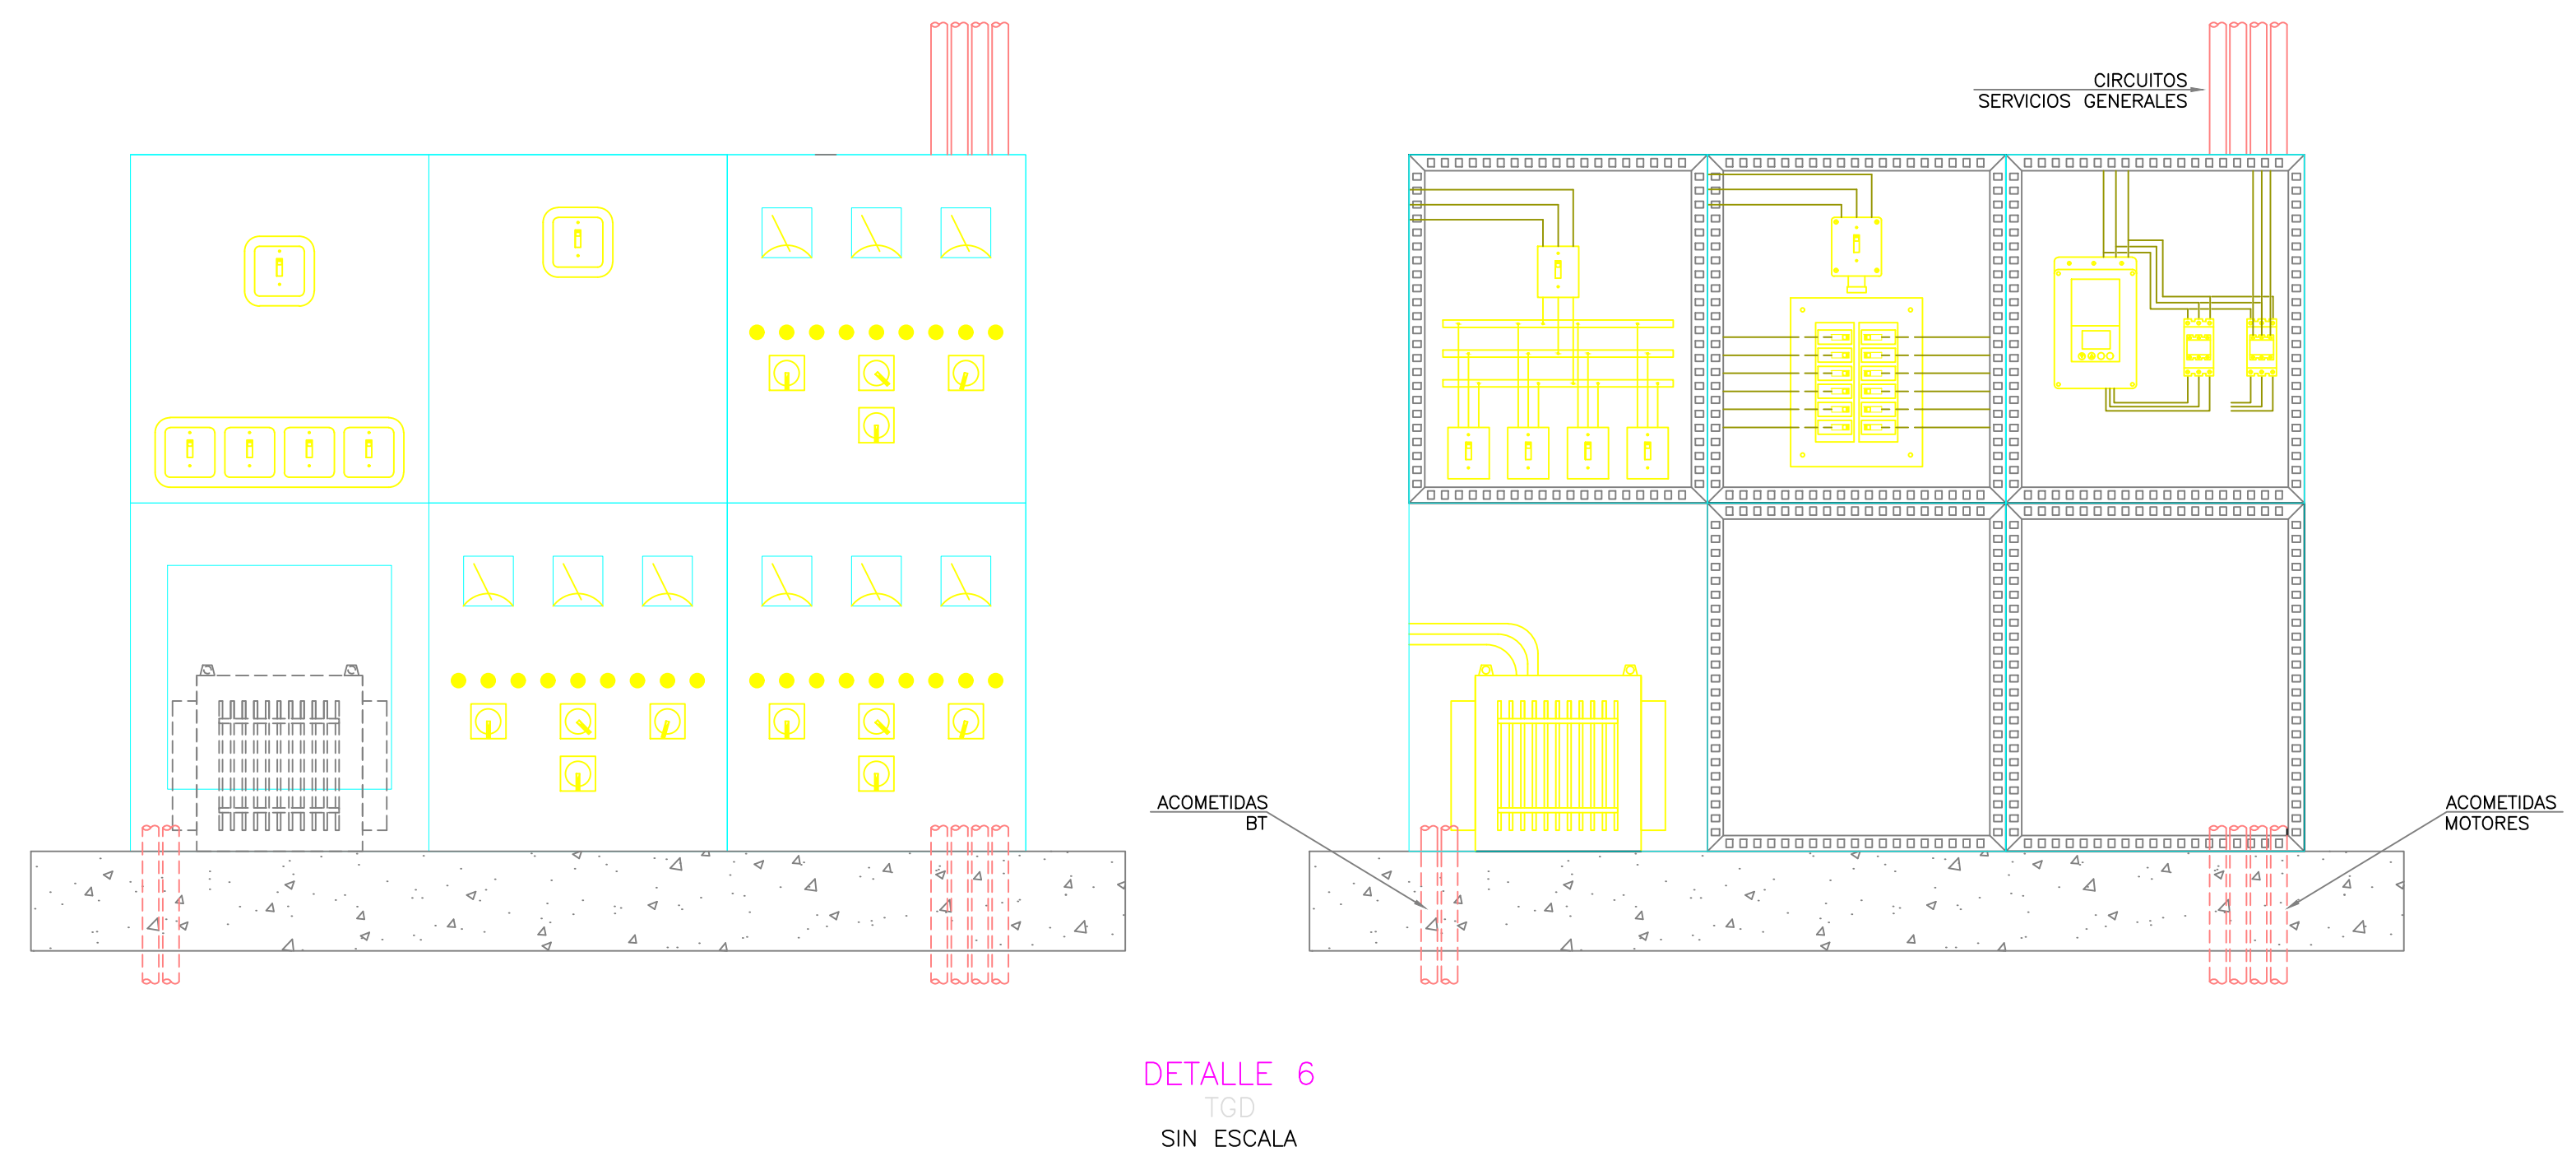 CIRCUITOS
SERVICIOS GENERALES
ACOMETIDAS
BT
ACOMETIDAS
MOTORES
DETALLE 6
TGD
SIN ESCALA